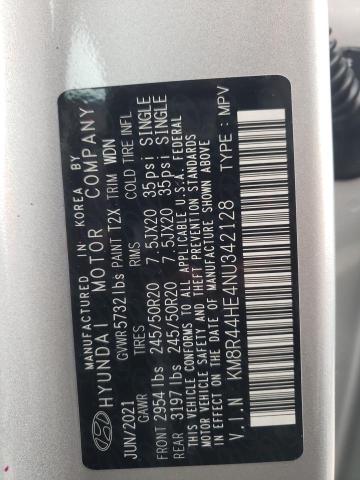 MANUFACTURED IN KOREA BY
HYUNDAI MOTOR COMPANY
JUN/2021 GVWR 5732 lbs PAINT T2X TRIM WDN
GAWR TIRES RIMS COLD TIRE INFL
FRONT 2954 lbs 245/50R20 7.5JX20 35psi SINGLE
REAR 3197 lbs 245/50R20 7.5JX20 35psi SINGLE
THIS VEHICLE CONFORMS TO ALL APPLICABLE U.S.A. FEDERAL
MOTOR VEHICLE SAFETY STANDARDS IN EFFECT ON THE DATE OF MANUFACTURE SHOWN ABOVE
V.I.N KM8R44HE4NU342128 TYPE: MPV